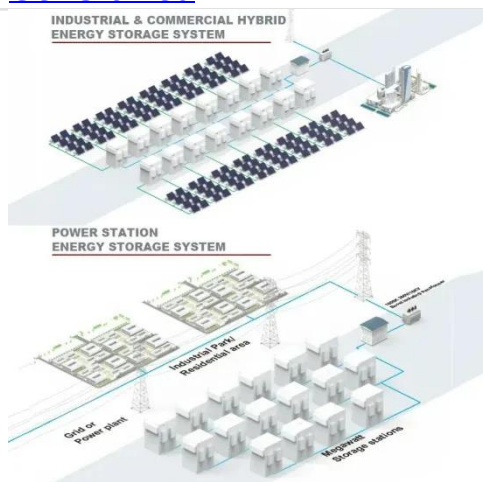 INDUSTRIAL & COMMERCIAL HYBRID
ENERGY STORAGE SYSTEM
POWER STATION
ENERGY STORAGE SYSTEM
Industrial Park/
Residential area
Grid or
Power plant
Megawatt
Storage stations